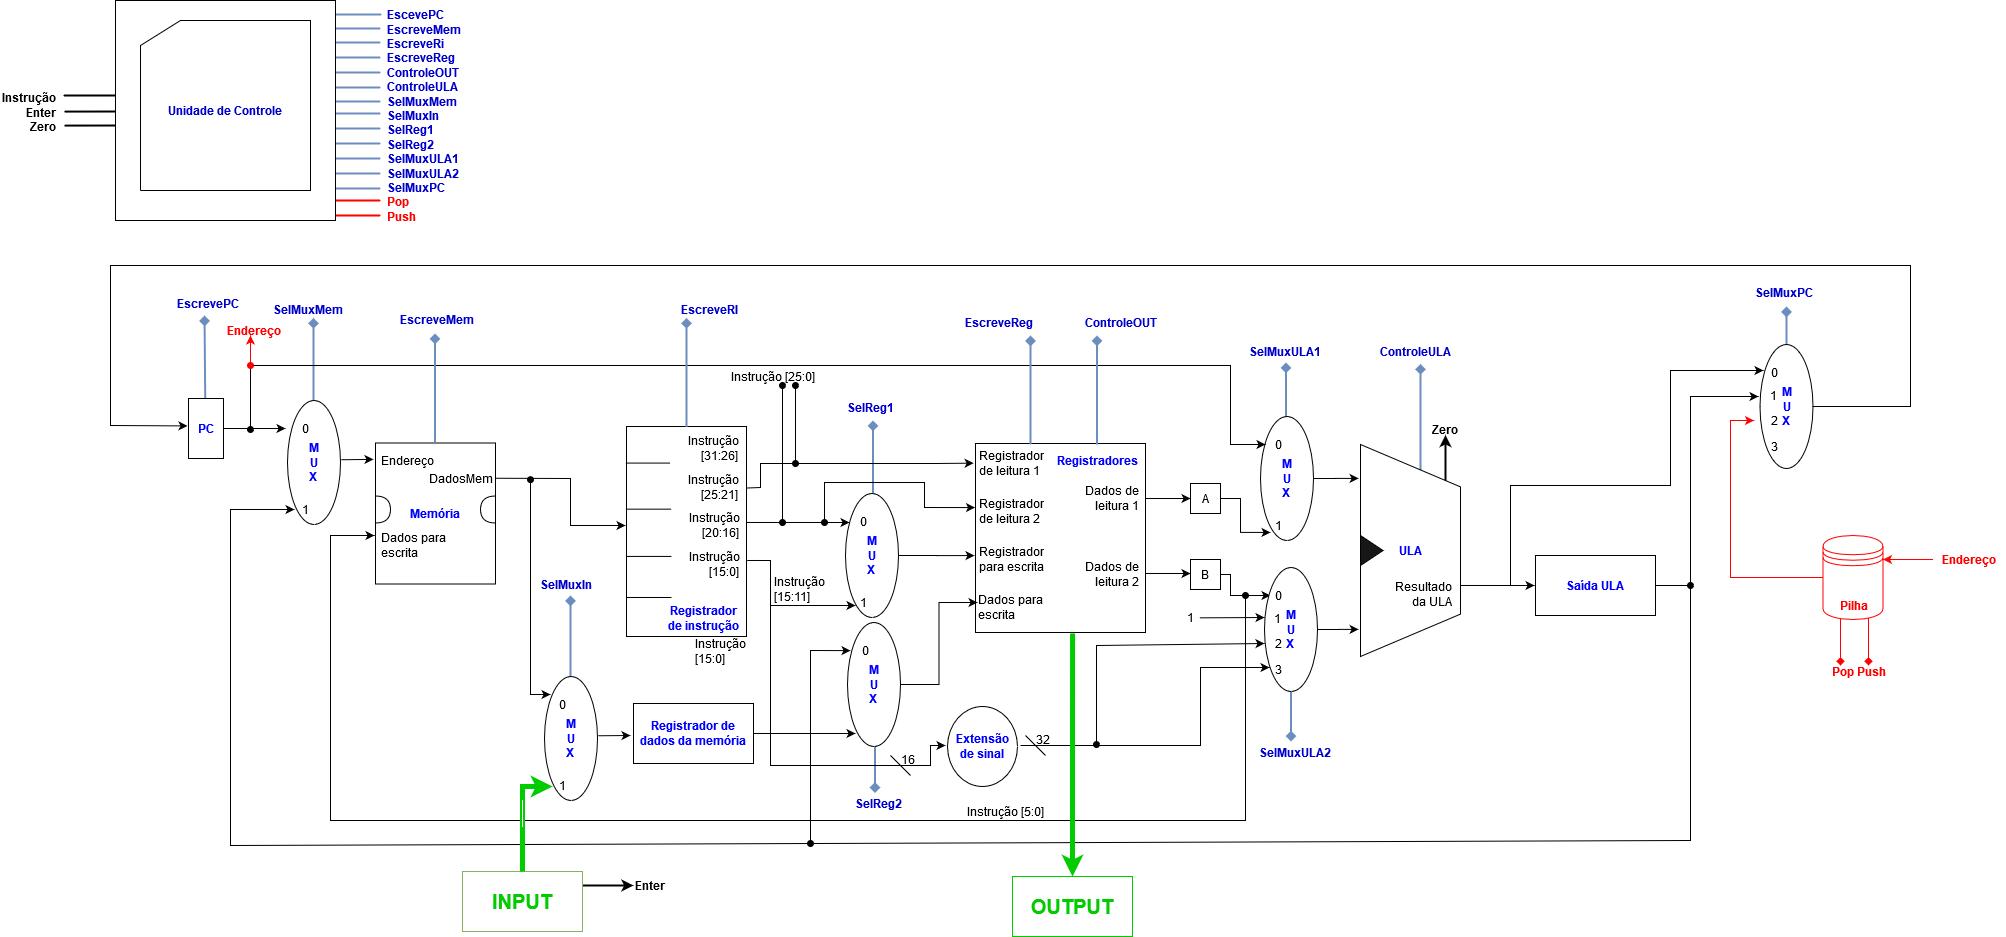 EscevePC
EscreveMem
EscreveRi
EscreveReg
ControleOUT
ControleULA
SelMuxMem
SelMuxIn
SelReg1
SelReg2
SelMuxULA1
SelMuxULA2
SelMuxPC
Pop
Push
Instrução
Enter
Zero
Unidade de Controle
EscrevePC
SelMuxMem
EscreveMem
EscreveRI
EscreveReg
ControleOUT
SelMuxULA1
ControleULA
SelMuxPC
Endereço
PC
0
M
U
X
1
Endereço
DadosMem
Memória
Dados para
escrita
Instrução [25:0]
Instrução
[31:26]
Instrução
[25:21]
Instrução
[20:16]
Instrução
[15:0]
Registrador
de instrução
Instrução
[15:0]
Instrução
[15:11]
SelReg1
0
M
U
X
1
Registrador
de leitura 1
Registradores
Registrador
de leitura 2
Registrador
para escrita
Dados para
escrita
Dados de
leitura 1
Dados de
leitura 2
A
B
0
M
U
X
1
1
0
1
M
U
2 X
3
SelMuxULA2
Zero
ULA
Resultado
da ULA
Saída ULA
0
1 M
U
2 X
3
Endereço
Pilha
Pop Push
SelMuxIn
0
M
U
X
1
Registrador de
dados da memória
0
M
U
X
SelReg2
16
Extensão
de sinal
32
Instrução [5:0]
INPUT
Enter
OUTPUT